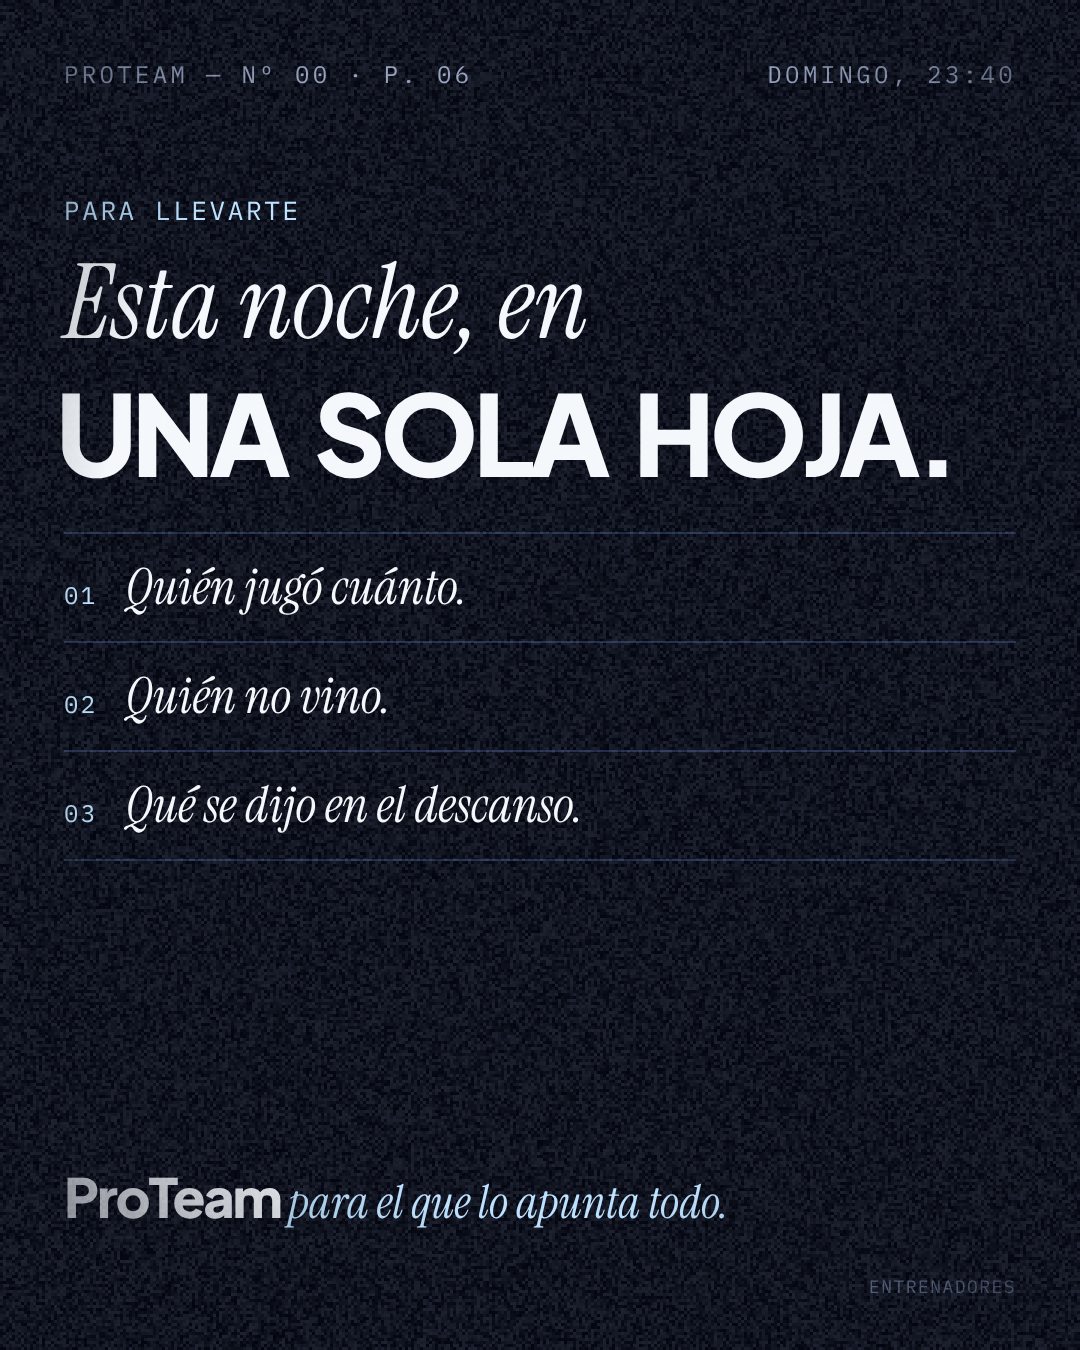 PROTEAM — Nº 00 · P. 06
DOMINGO, 23:40
PARA LLEVARTE
Esta noche, en
UNA SOLA HOJA.
01 Quién jugó cuánto.
02 Quién no vino.
03 Qué se dijo en el descanso.
ProTeam para el que lo apunta todo.
ENTRENADORES